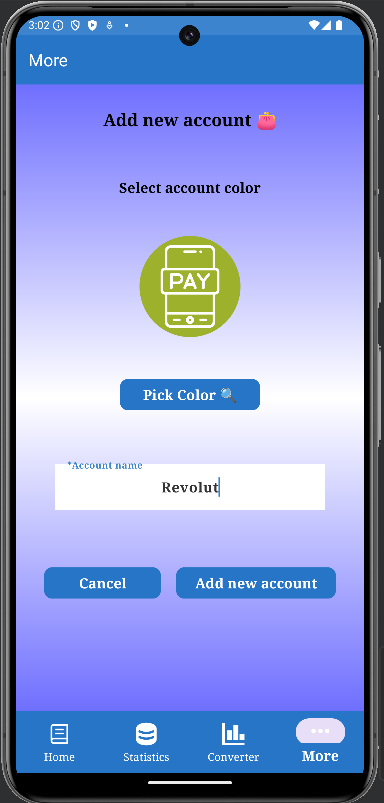 3:02
More
Add new account 👛
Select account color
PAY
Pick Color 🔍
*Account name
Revolut
Cancel
Add new account
Home
Statistics
Converter
More